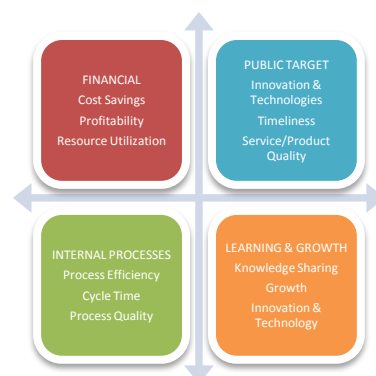 FINANCIAL
Cost Savings
Profitability
Resource Utilization
PUBLIC TARGET
Innovation &
Technologies
Timeliness
Service/Product
Quality
INTERNAL PROCESSES
Process Efficiency
Cycle Time
Process Quality
LEARNING & GROWTH
Knowledge Sharing
Growth
Innovation &
Technology